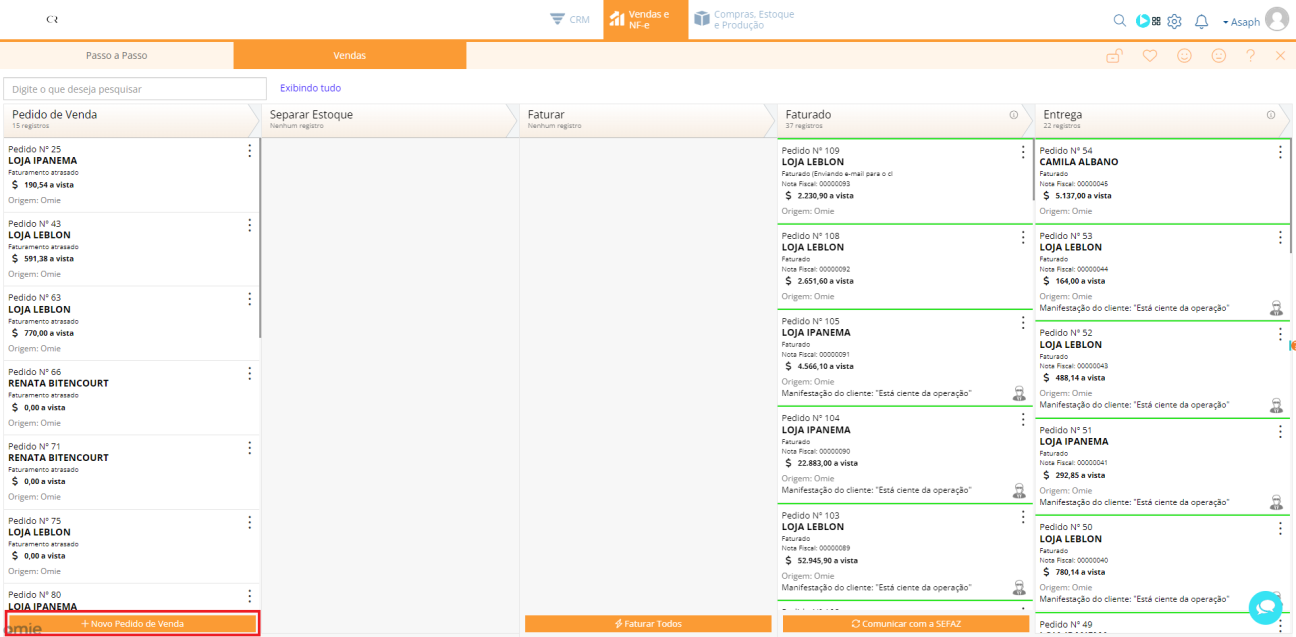 CR
CRM
Vendas e
NF-e
Compras, Estoque
e Produção
Asaph
Passo a Passo
Vendas
Digite o que deseja pesquisar
Exibindo tudo
Pedido de Venda
15 registros
Separar Estoque
Nenhum registro
Faturar
Nenhum registro
Faturado
37 registros
Entrega
22 registros
Pedido Nº 25
LOJA IPANEMA
Faturamento atrasado
$ 190,54 a vista
Origem: Omie
Pedido Nº 43
LOJA LEBLON
Faturamento atrasado
$ 591,38 a vista
Origem: Omie
Pedido Nº 63
LOJA LEBLON
Faturamento atrasado
$ 770,00 a vista
Origem: Omie
Pedido Nº 66
RENATA BITENCOURT
Faturamento atrasado
$ 0,00 a vista
Origem: Omie
Pedido Nº 71
RENATA BITENCOURT
Faturamento atrasado
$ 0,00 a vista
Origem: Omie
Pedido Nº 75
LOJA LEBLON
Faturamento atrasado
$ 0,00 a vista
Origem: Omie
Pedido Nº 80
LOJA IPANEMA
+ Novo Pedido de Venda
omie
Faturar Todos
Pedido Nº 109
LOJA LEBLON
Faturado (Enviando e-mail para o cl
Nota Fiscal: 00000093
$ 2.230,90 a vista
Origem: Omie
Pedido Nº 108
LOJA LEBLON
Faturado
Nota Fiscal: 00000092
$ 2.651,60 a vista
Origem: Omie
Pedido Nº 105
LOJA IPANEMA
Faturado
Nota Fiscal: 00000091
$ 4.566,10 a vista
Origem: Omie
Manifestação do cliente: "Está ciente da operação"
Pedido Nº 104
LOJA IPANEMA
Faturado
Nota Fiscal: 00000090
$ 22.883,00 a vista
Origem: Omie
Manifestação do cliente: "Está ciente da operação"
Pedido Nº 103
LOJA LEBLON
Faturado
Nota Fiscal: 00000089
$ 52.945,90 a vista
Origem: Omie
Manifestação do cliente: "Está ciente da operação"
Comunicar com a SEFAZ
Pedido Nº 54
CAMILA ALBANO
Faturado
Nota Fiscal: 00000045
$ 5.137,00 a vista
Origem: Omie
Pedido Nº 53
LOJA LEBLON
Faturado
Nota Fiscal: 00000044
$ 164,00 a vista
Origem: Omie
Manifestação do cliente: "Está ciente da operação"
Pedido Nº 52
LOJA LEBLON
Faturado
Nota Fiscal: 00000043
$ 488,14 a vista
Origem: Omie
Manifestação do cliente: "Está ciente da operação"
Pedido Nº 51
LOJA IPANEMA
Faturado
Nota Fiscal: 00000041
$ 292,85 a vista
Origem: Omie
Manifestação do cliente: "Está ciente da operação"
Pedido Nº 50
LOJA LEBLON
Faturado
Nota Fiscal: 00000040
$ 780,14 a vista
Origem: Omie
Manifestação do cliente: "Está ciente da operação"
Pedido Nº 49